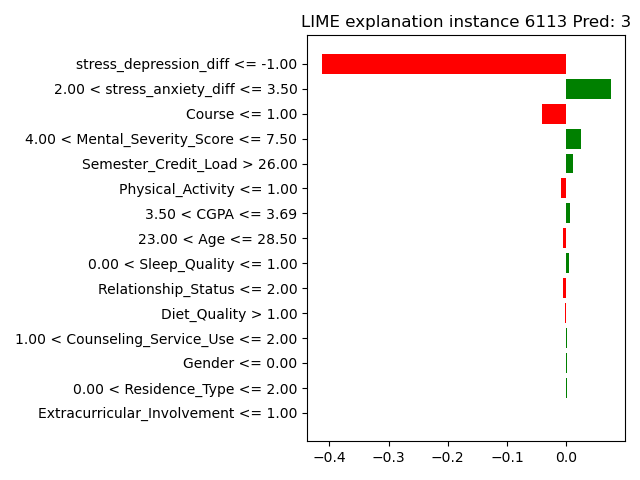 LIME explanation instance 6113 Pred: 3
stress_depression_diff <= -1.00
2.00 < stress_anxiety_diff <= 3.50
Course <= 1.00
4.00 < Mental_Severity_Score <= 7.50
Semester_Credit_Load > 26.00
Physical_Activity <= 1.00
3.50 < CGPA <= 3.69
23.00 < Age <= 28.50
0.00 < Sleep_Quality <= 1.00
Relationship_Status <= 2.00
Diet_Quality > 1.00
1.00 < Counseling_Service_Use <= 2.00
Gender <= 0.00
0.00 < Residence_Type <= 2.00
Extracurricular_Involvement <= 1.00
−0.4 −0.3 −0.2 −0.1 0.0